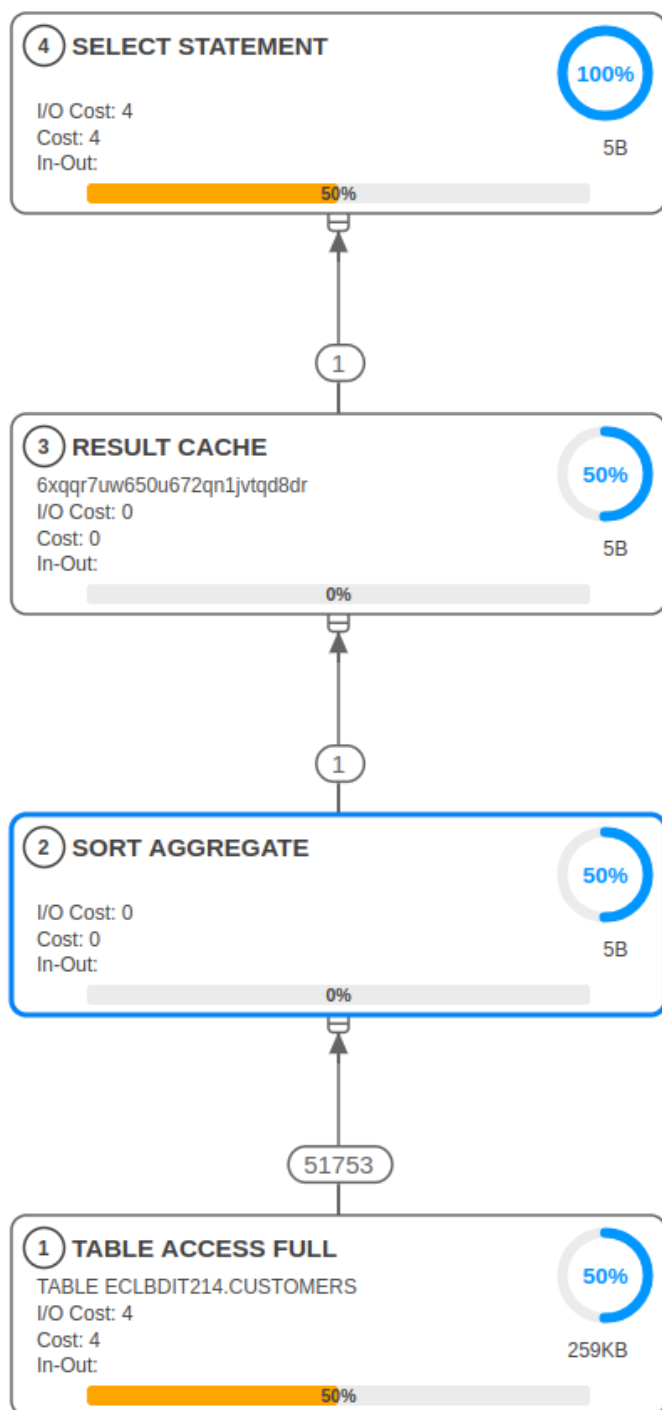 4 SELECT STATEMENT
100%
I/O Cost: 4
Cost: 4
5B
In-Out:
50%
1
3 RESULT CACHE
50%
6xqqr7uw650u672qn1jvtqd8dr
I/O Cost: 0
Cost: 0
5B
In-Out:
0%
1
2 SORT AGGREGATE
50%
I/O Cost: 0
Cost: 0
5B
In-Out:
0%
51753
1 TABLE ACCESS FULL
50%
TABLE ECLBDIT214.CUSTOMERS
I/O Cost: 4
Cost: 4
259KB
In-Out:
50%